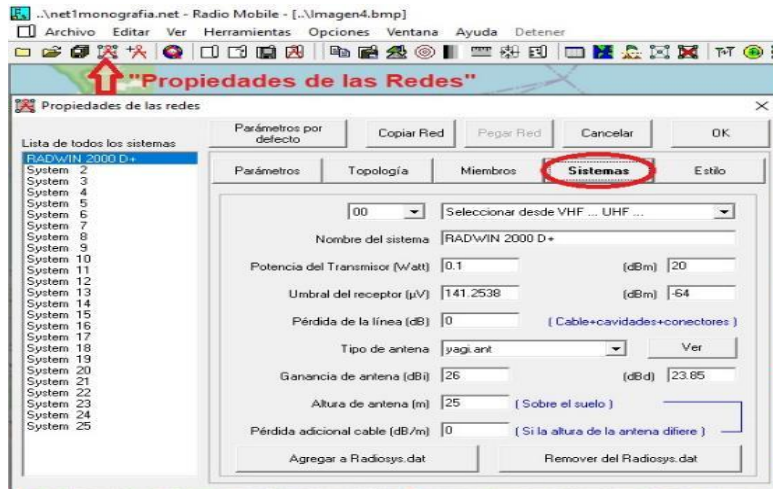 ..\net1monografia.net - Radio Mobile - [..\Imagen4.bmp]
Archivo Editar Ver Herramientas Opciones Ventana Ayuda Detener
"Propiedades de las Redes"
Propiedades de las redes
Lista de todos los sistemas
Parámetros por defecto
Copiar Red
Pegar Red
Cancelar
OK
RADWIN 2000 D+
System 2
System 3
System 4
System 5
System 6
System 7
System 8
System 9
System 10
System 11
System 12
System 13
System 14
System 15
System 16
System 17
System 18
System 19
System 20
System 21
System 22
System 23
System 24
System 25
Parámetros Topología Miembros Sistemas Estilo
00 Seleccionar desde VHF ... UHF ...
Nombre del sistema RADWIN 2000 D+
Potencia del Transmisor (Watt) 0.1 (dBm) 20
Umbral del receptor (µV) 141.2538 (dBm) -64
Pérdida de la línea (dB) 0 ( Cable+cavidades+conectores )
Tipo de antena yagi.ant Ver
Ganancia de antena (dBi) 26 (dBd) 23.85
Altura de antena (m) 25 ( Sobre el suelo )
Pérdida adicional cable (dB/m) 0 ( Si la altura de la antena difiere )
Agregar a Radiosys.dat Remover del Radiosys.dat